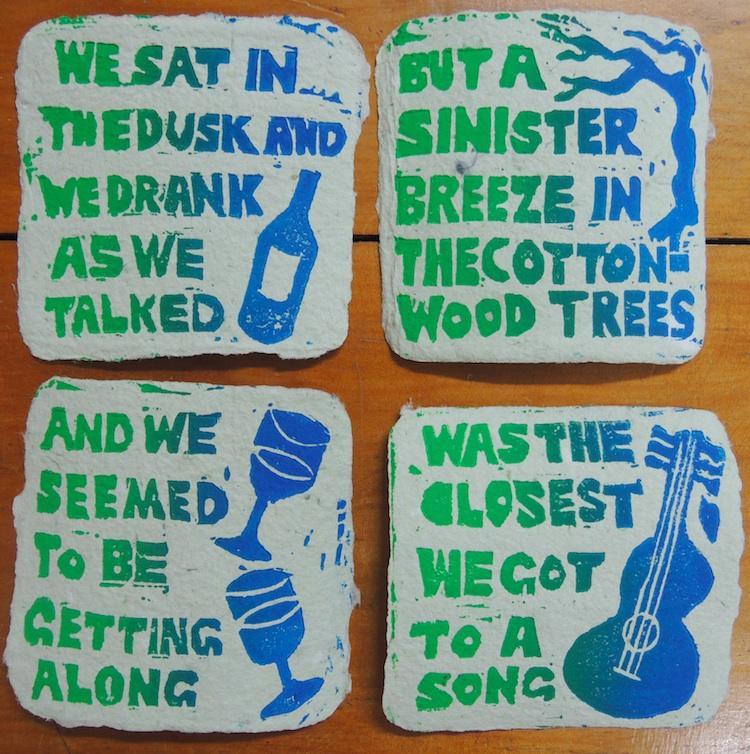 WE SAT IN
THE DUSK AND
WE DRANK
AS WE
TALKED
AND WE
SEEMED
TO BE
GETTING
ALONG
BUT A
SINISTER
BREEZE IN
THE COTTON-
WOOD TREES
WAS THE
CLOSEST
WE GOT
TO A
SONG